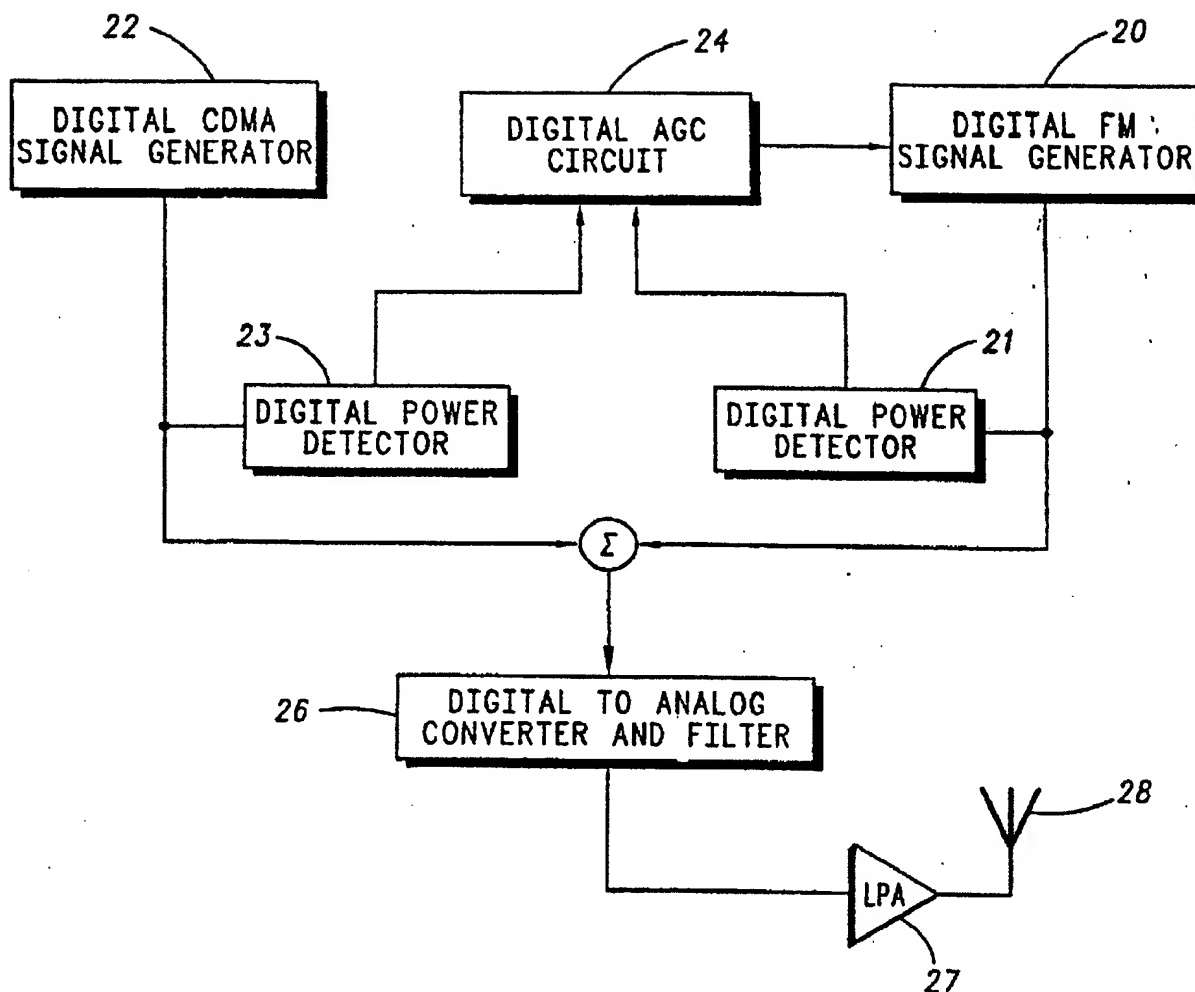 22
24
20
DIGITAL CDMA
SIGNAL GENERATOR
DIGITAL AGC
CIRCUIT
DIGITAL FM
SIGNAL GENERATOR
23
21
DIGITAL POWER
DETECTOR
DIGITAL POWER
DETECTOR
Σ
26
DIGITAL TO ANALOG
CONVERTER AND FILTER
28
LPA
27